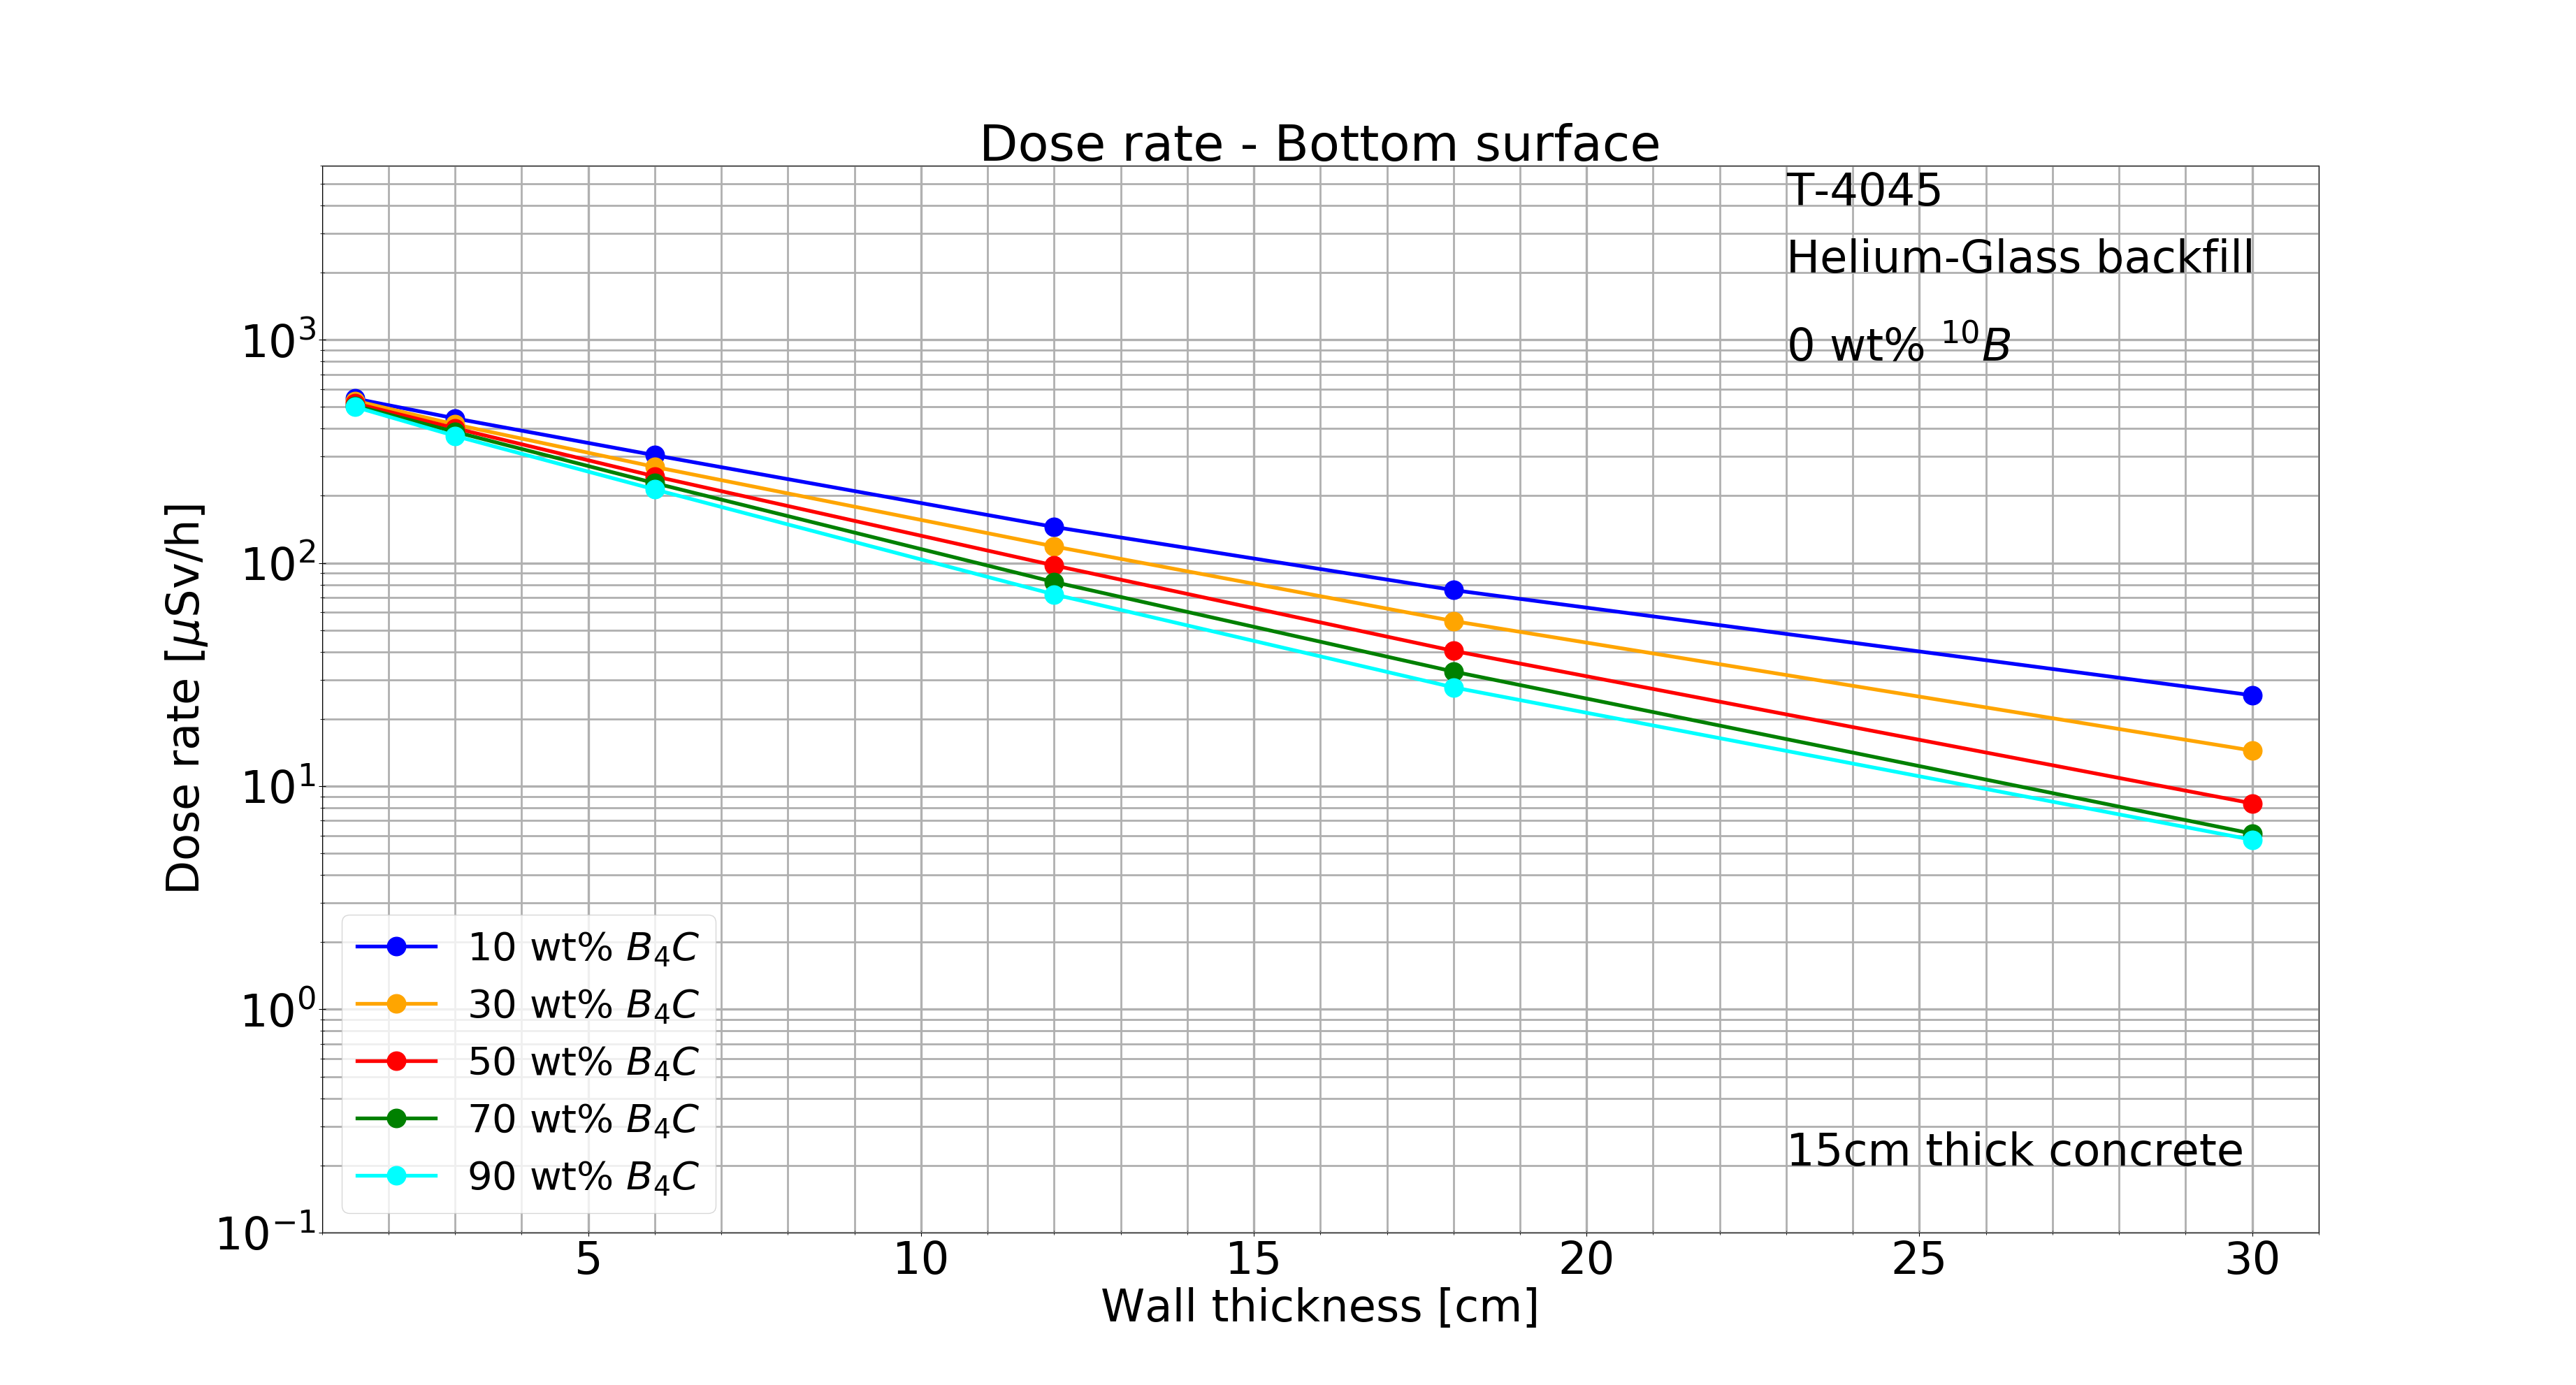 Dose rate - Bottom surface
T-4045
Helium-Glass backfill
0 wt% ¹⁰B
10³
10²
10¹
10⁰
10⁻¹
Dose rate [μSv/h]
10 wt% B₄C
30 wt% B₄C
50 wt% B₄C
70 wt% B₄C
90 wt% B₄C
15cm thick concrete
5 10 15 20 25 30
Wall thickness [cm]